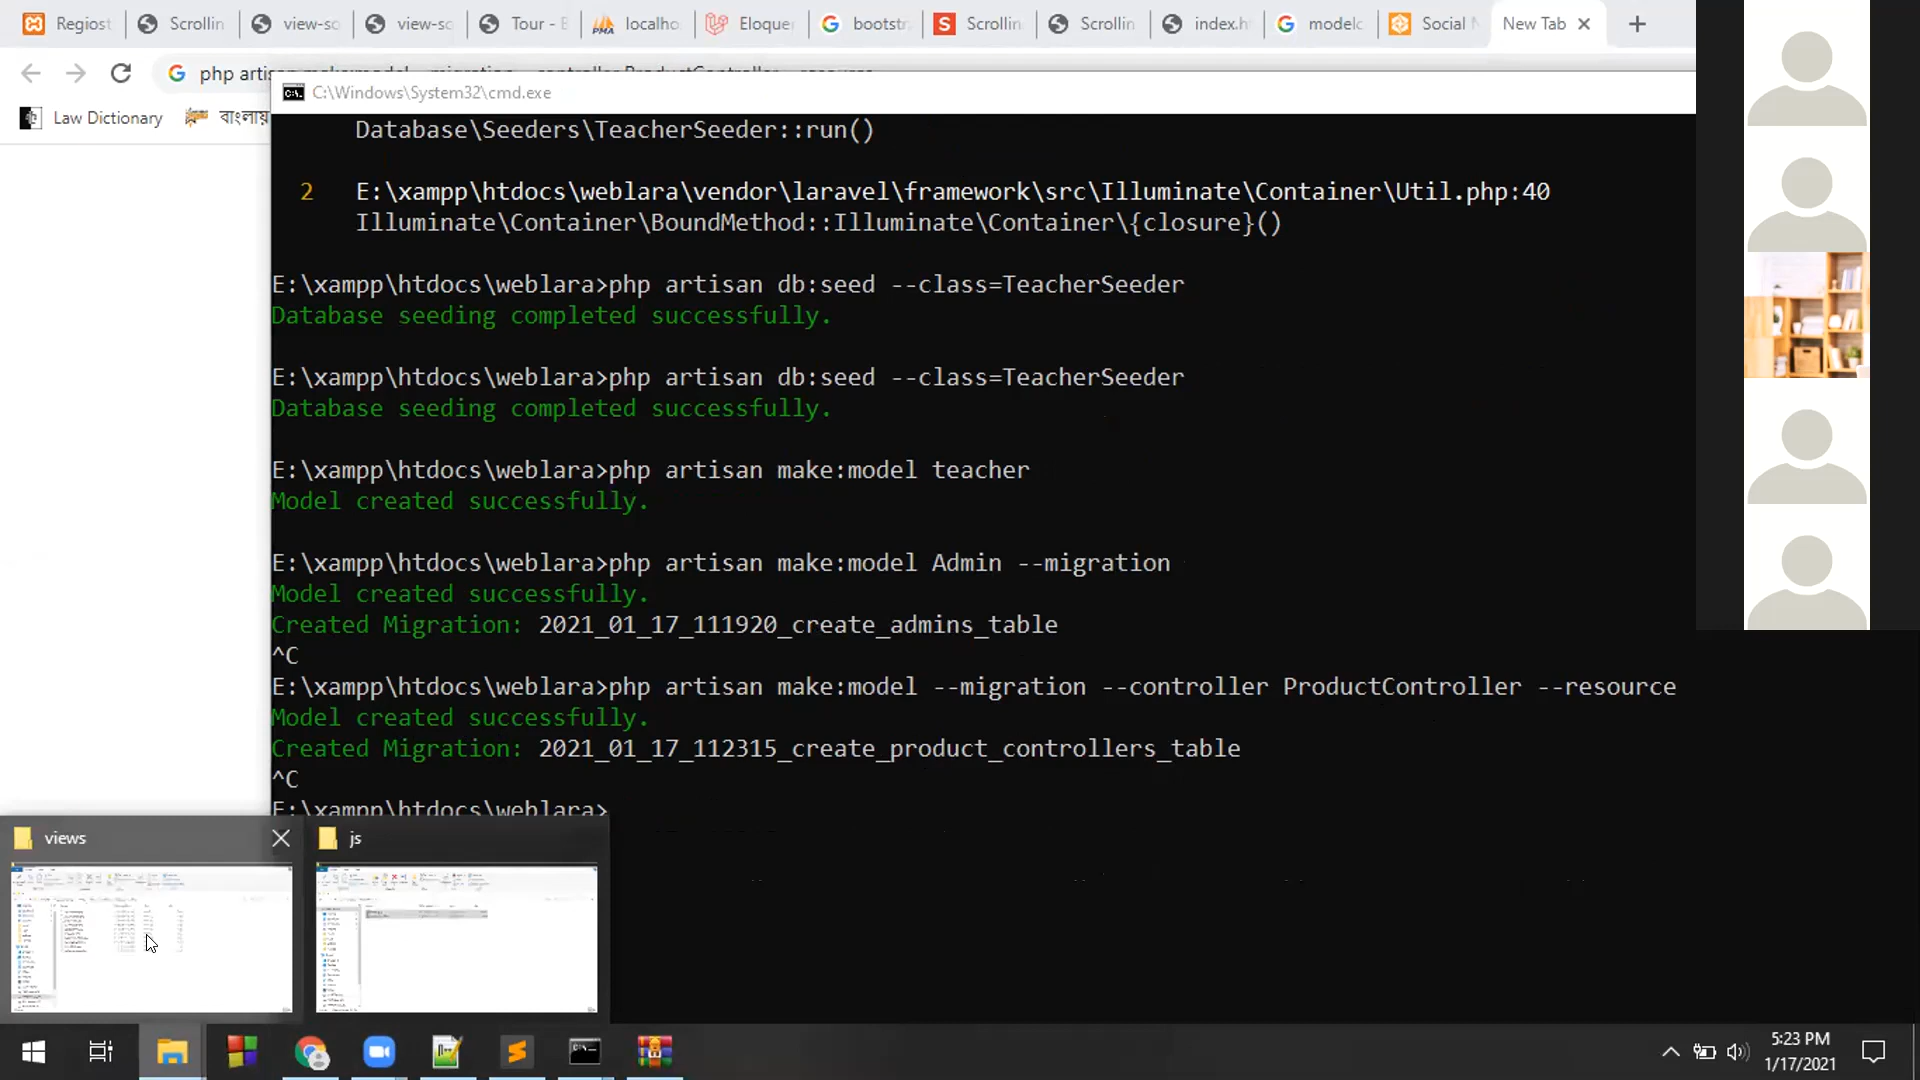 Regiost
Scrollin
view-so
view-so
Tour - B
localho
Eloque
bootst
Scrollin
Scrollin
index.h
modelc
Social
New Tab
Law Dictionary
বাংলায়
C:\Windows\System32\cmd.exe
Database\Seeders\TeacherSeeder::run()
2 E:\xampp\htdocs\weblara\vendor\laravel\framework\src\Illuminate\Container\Util.php:40
Illuminate\Container\BoundMethod::Illuminate\Container\{closure}()
E:\xampp\htdocs\weblara>php artisan db:seed --class=TeacherSeeder
Database seeding completed successfully.
E:\xampp\htdocs\weblara>php artisan db:seed --class=TeacherSeeder
Database seeding completed successfully.
E:\xampp\htdocs\weblara>php artisan make:model teacher
Model created successfully.
E:\xampp\htdocs\weblara>php artisan make:model Admin --migration
Model created successfully.
Created Migration: 2021_01_17_111920_create_admins_table
^C
E:\xampp\htdocs\weblara>php artisan make:model --migration --controller ProductController --resource
Model created successfully.
Created Migration: 2021_01_17_112315_create_product_controllers_table
^C
E:\xampp\htdocs\weblara>
views
js
5:23 PM
1/17/2021